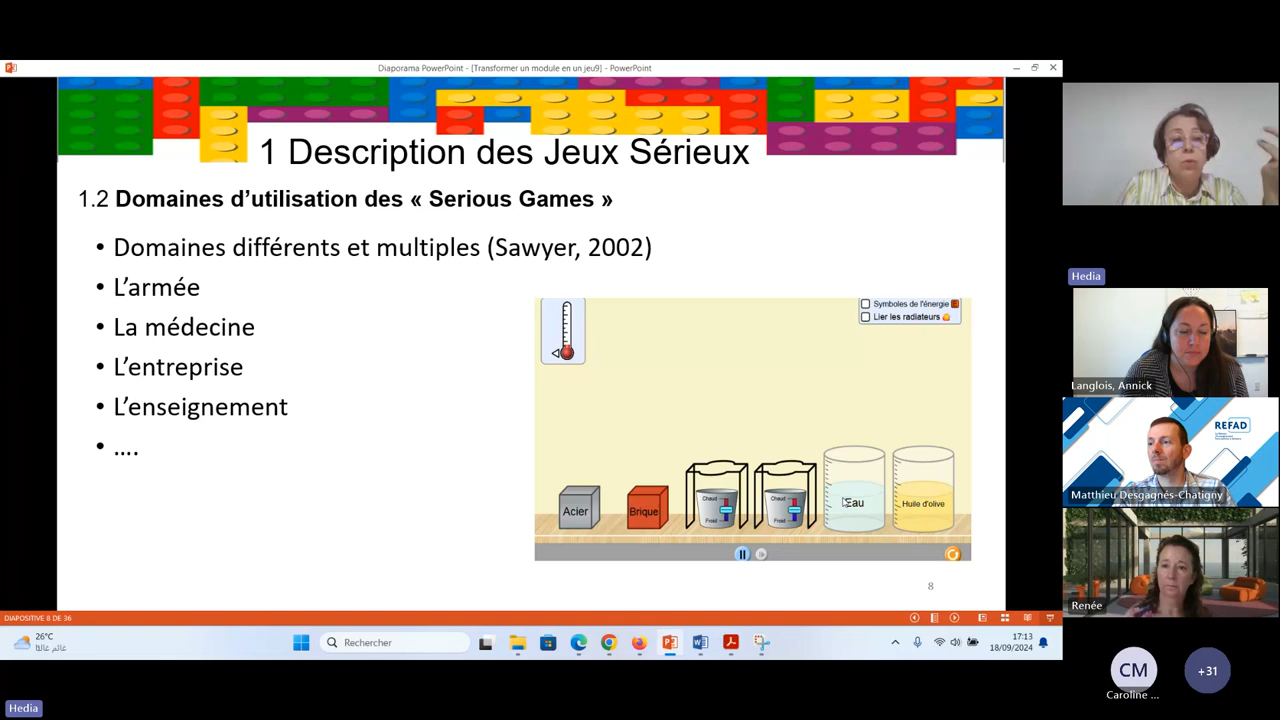 Diaporama PowerPoint - [Transformer un module en un jeu9] - PowerPoint
1 Description des Jeux Sérieux
1.2 Domaines d’utilisation des « Serious Games »
• Domaines différents et multiples (Sawyer, 2002)
• L’armée
• La médecine
• L’entreprise
• L’enseignement
• ….
Symboles de l'énergie
Lier les radiateurs
Acier
Brique
Chaud
Froid
Chaud
Froid
Eau
Huile d'olive
8
DIAPOSITIVE 8 DE 36
26°C
غائم غالبًا
Rechercher
17:13
18/09/2024
Hedia
Langlois, Annick
REFAD
Matthieu Desgagnés-Chatigny
Renée
CM
Caroline ...
+31
Hedia